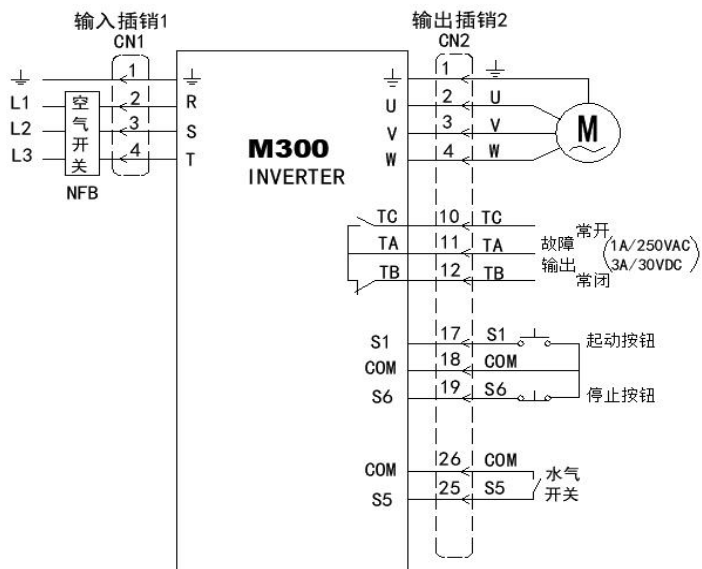 输入插销1
CN1
输出插销2
CN2
1
L1
2
R
L2
3
S
L3
4
T
空气开关
NFB
M300
INVERTER
1
U
2
U
V
3
V
W
4
W
M
TC
10
TC
常开
TA
11
TA
故障输出
(1A/250VAC
3A/30VDC)
TB
12
TB
常闭
S1
17
S1
起动按钮
COM
18
COM
S6
19
S6
停止按钮
COM
26
COM
S5
25
S5
水气开关